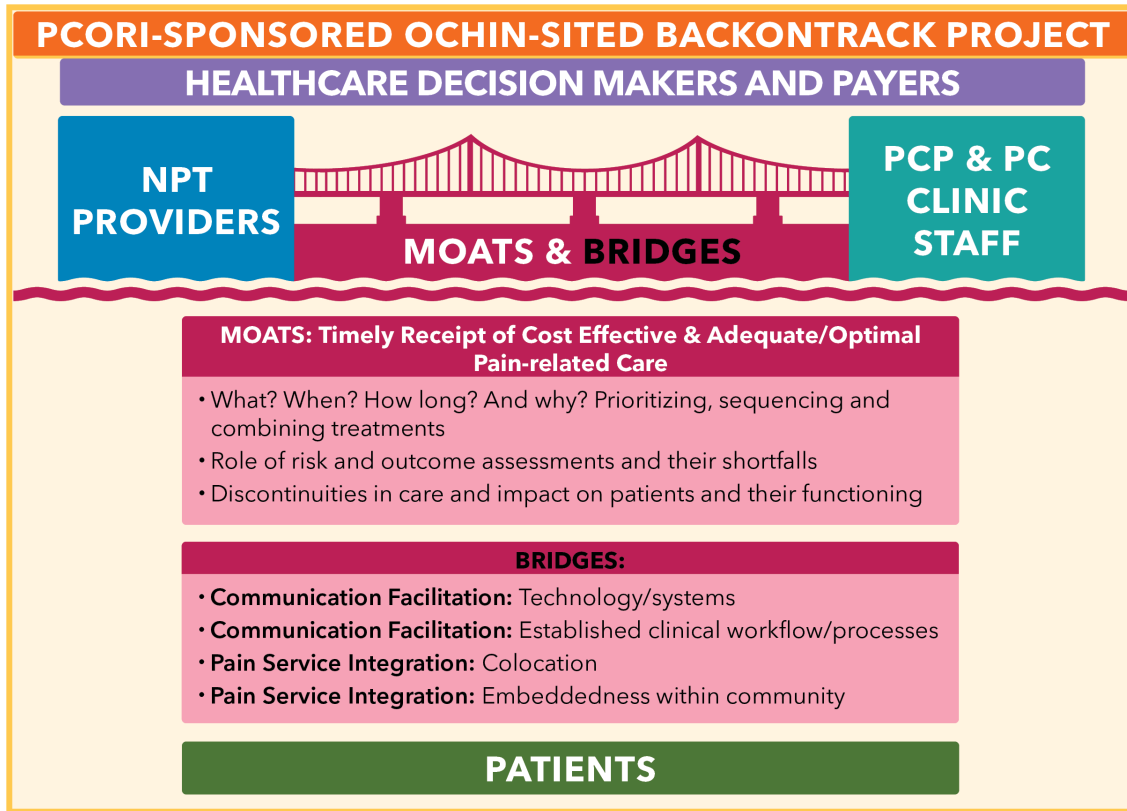 PCORI-SPONSORED OCHIN-SITED BACKONTRACK PROJECT
HEALTHCARE DECISION MAKERS AND PAYERS
NPT
PROVIDERS
MOATS & BRIDGES
PCP & PC
CLINIC
STAFF
MOATS: Timely Receipt of Cost Effective & Adequate/Optimal
Pain-related Care
• What? When? How long? And why? Prioritizing, sequencing and
combining treatments
• Role of risk and outcome assessments and their shortfalls
• Discontinuities in care and impact on patients and their functioning
BRIDGES:
• Communication Facilitation: Technology/systems
• Communication Facilitation: Established clinical workflow/processes
• Pain Service Integration: Colocation
• Pain Service Integration: Embeddedness within community
PATIENTS